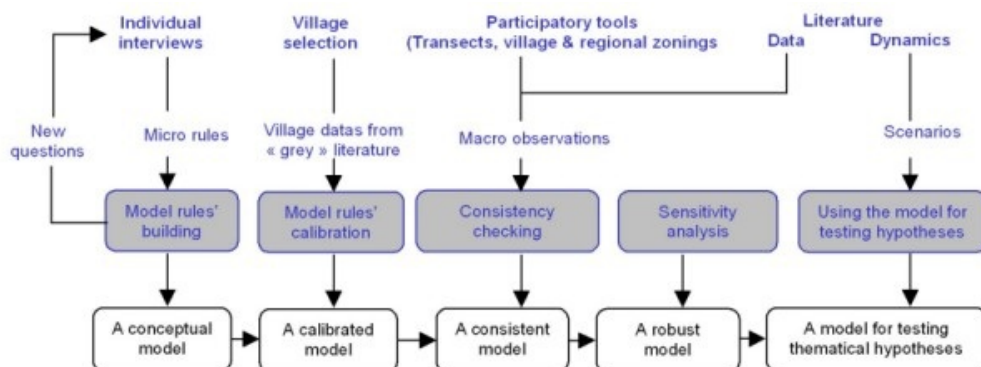 Individual
interviews
Village
selection
Participatory tools
(Transects, village & regional zonings
Literature
Data
Dynamics
New
questions
Micro rules
Village datas from
« grey » literature
Macro observations
Scenarios
Model rules'
building
Model rules'
calibration
Consistency
checking
Sensitivity
analysis
Using the model for
testing hypotheses
A conceptual
model
A calibrated
model
A consistent
model
A robust
model
A model for testing
thematical hypotheses